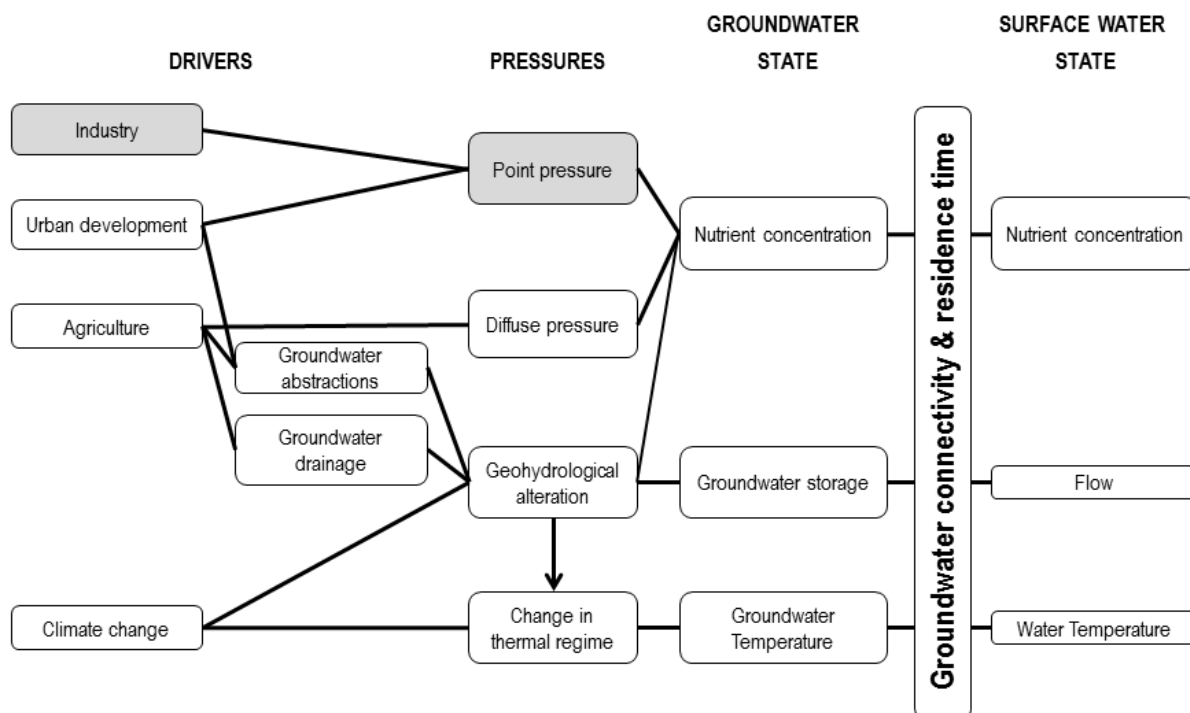 DRIVERS
PRESSURES
GROUNDWATER
STATE
SURFACE WATER
STATE
Industry
Urban development
Agriculture
Groundwater
abstractions
Groundwater
drainage
Climate change
Point pressure
Diffuse pressure
Geohydrological
alteration
Change in
thermal regime
Nutrient concentration
Groundwater storage
Groundwater
Temperature
Groundwater connectivity & residence time
Nutrient concentration
Flow
Water Temperature